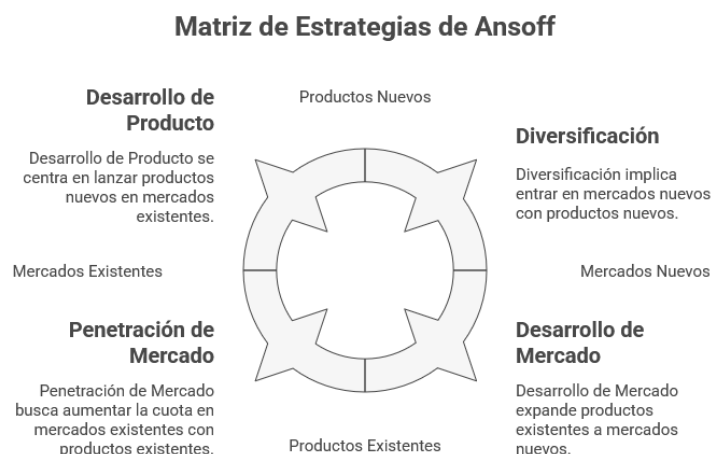 Matriz de Estrategias de Ansoff
Productos Nuevos
Desarrollo de
Producto
Desarrollo de Producto se
centra en lanzar productos
nuevos en mercados
existentes.
Diversificación
Diversificación implica
entrar en mercados nuevos
con productos nuevos.
Mercados Existentes
Mercados Nuevos
Penetración de
Mercado
Penetración de Mercado
busca aumentar la cuota en
mercados existentes con
productos existentes.
Desarrollo de
Mercado
Desarrollo de Mercado
expande productos
existentes a mercados
nuevos.
Productos Existentes